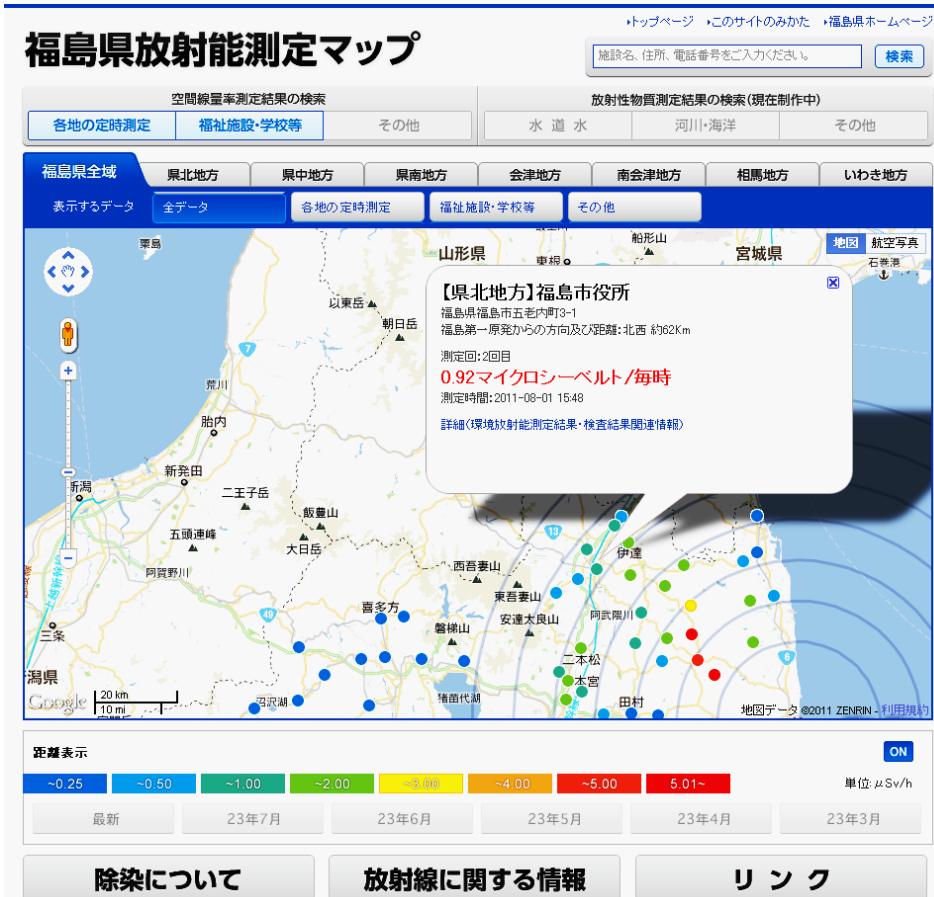 ▸トップページ ▸このサイトのみかた ▸福島県ホームページ
福島県放射能測定マップ
施設名、住所、電話番号をご入力ください。 検索
空間線量率測定結果の検索 放射性物質測定結果の検索(現在制作中)
各地の定時測定 福祉施設・学校等 その他 水 道 水 河川・海洋 その他
福島県全域 県北地方 県中地方 県南地方 会津地方 南会津地方 相馬地方 いわき地方
表示するデータ 全データ 各地の定時測定 福祉施設・学校等 その他
粟島 山形県 東根 船形山 宮城県 地図 航空写真
石巻港
【県北地方】福島市役所
福島県福島市五老内町3-1
福島第一原発からの方向及び距離:北西 約62Km
測定回:2回目
0.92マイクロシーベルト/毎時
測定時間:2011-08-01 15:48
詳細(環境放射能測定結果・検査結果関連情報)
以東岳
朝日岳
7
荒川
胎内
新発田
新潟
二王子岳
飯豊山
五頭連峰
大日岳
13
伊達
阿賀野川
西吾妻山
東吾妻山
上越新幹線
49
喜多方
安達太良山
阿武隈川
三条
磐梯山
二本松
6
潟県
本宮
沼沢湖
猪苗代湖
田村
Google
20 km
10 mi
地図データ ©2011 ZENRIN - 利用規約
距離表示 ON
~0.25 ~0.50 ~1.00 ~2.00 ~3.00 ~4.00 ~5.00 5.01~ 単位:μSv/h
最新 23年7月 23年6月 23年5月 23年4月 23年3月
除染について 放射線に関する情報 リ ン ク